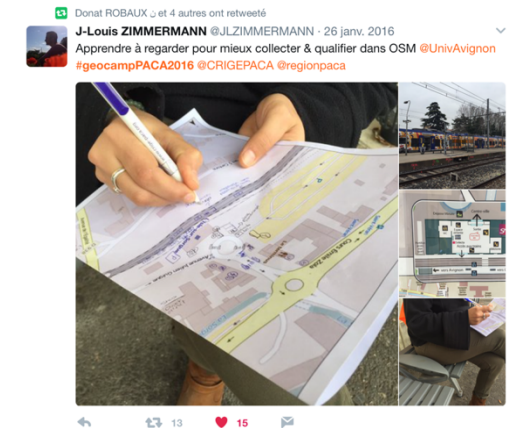 Donat ROBAUX ن et 4 autres ont retweeté
J-Louis ZIMMERMANN @JLZIMMERMANN · 26 janv. 2016
Apprendre à regarder pour mieux collecter & qualifier dans OSM @UnivAvignon
#geocampPACA2016 @CRIGEPACA @regionpaca
13
15